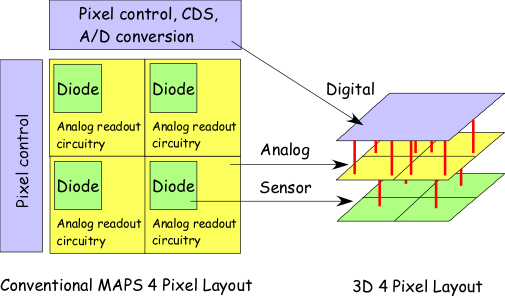 Pixel control, CDS,
A/D conversion
Pixel control
Diode
Analog readout
circuitry
Diode
Analog readout
circuitry
Diode
Analog readout
circuitry
Diode
Analog readout
circuitry
Digital
Analog
Sensor
Conventional MAPS 4 Pixel Layout
3D 4 Pixel Layout